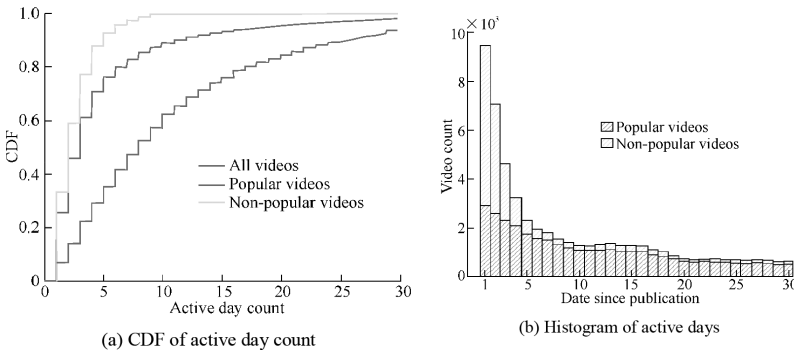 1.0
0.8
0.6
0.4
0.2
0
CDF
0 5 10 15 20 25 30
Active day count
All videos
Popular videos
Non-popular videos
(a) CDF of active day count
×10³
10
8
6
4
2
0
Video count
1 5 10 15 20 25 30
Date since publication
Popular videos
Non-popular videos
(b) Histogram of active days